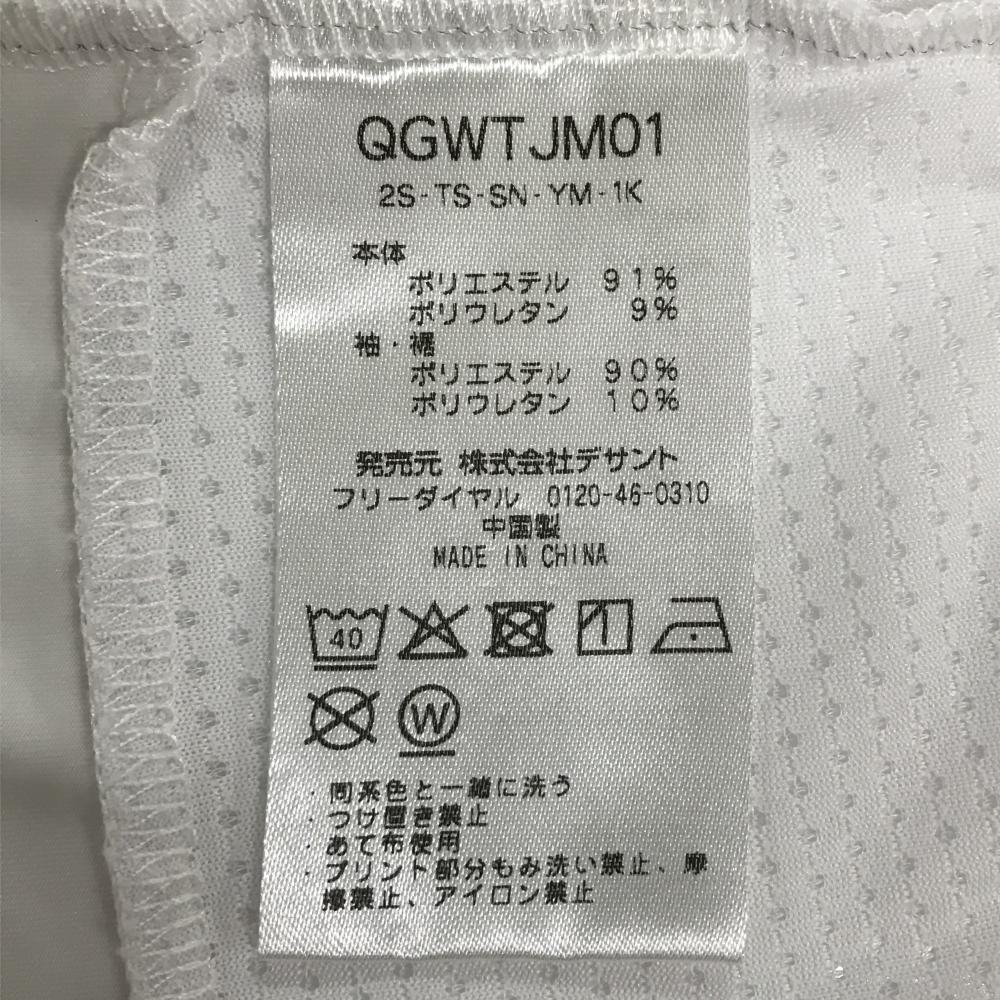 QGWTJM01
2S-TS-SN-YM-1K
本体
ポリエステル 91%
ポリウレタン 9%
袖・裾
ポリエステル 90%
ポリウレタン 10%
発売元 株式会社デサント
フリーダイヤル 0120-46-0310
中国製
MADE IN CHINA
40
W
・同系色と一緒に洗う
・つけ置き禁止
・あて布使用
・プリント部分もみ洗い禁止、摩
擦禁止、アイロン禁止